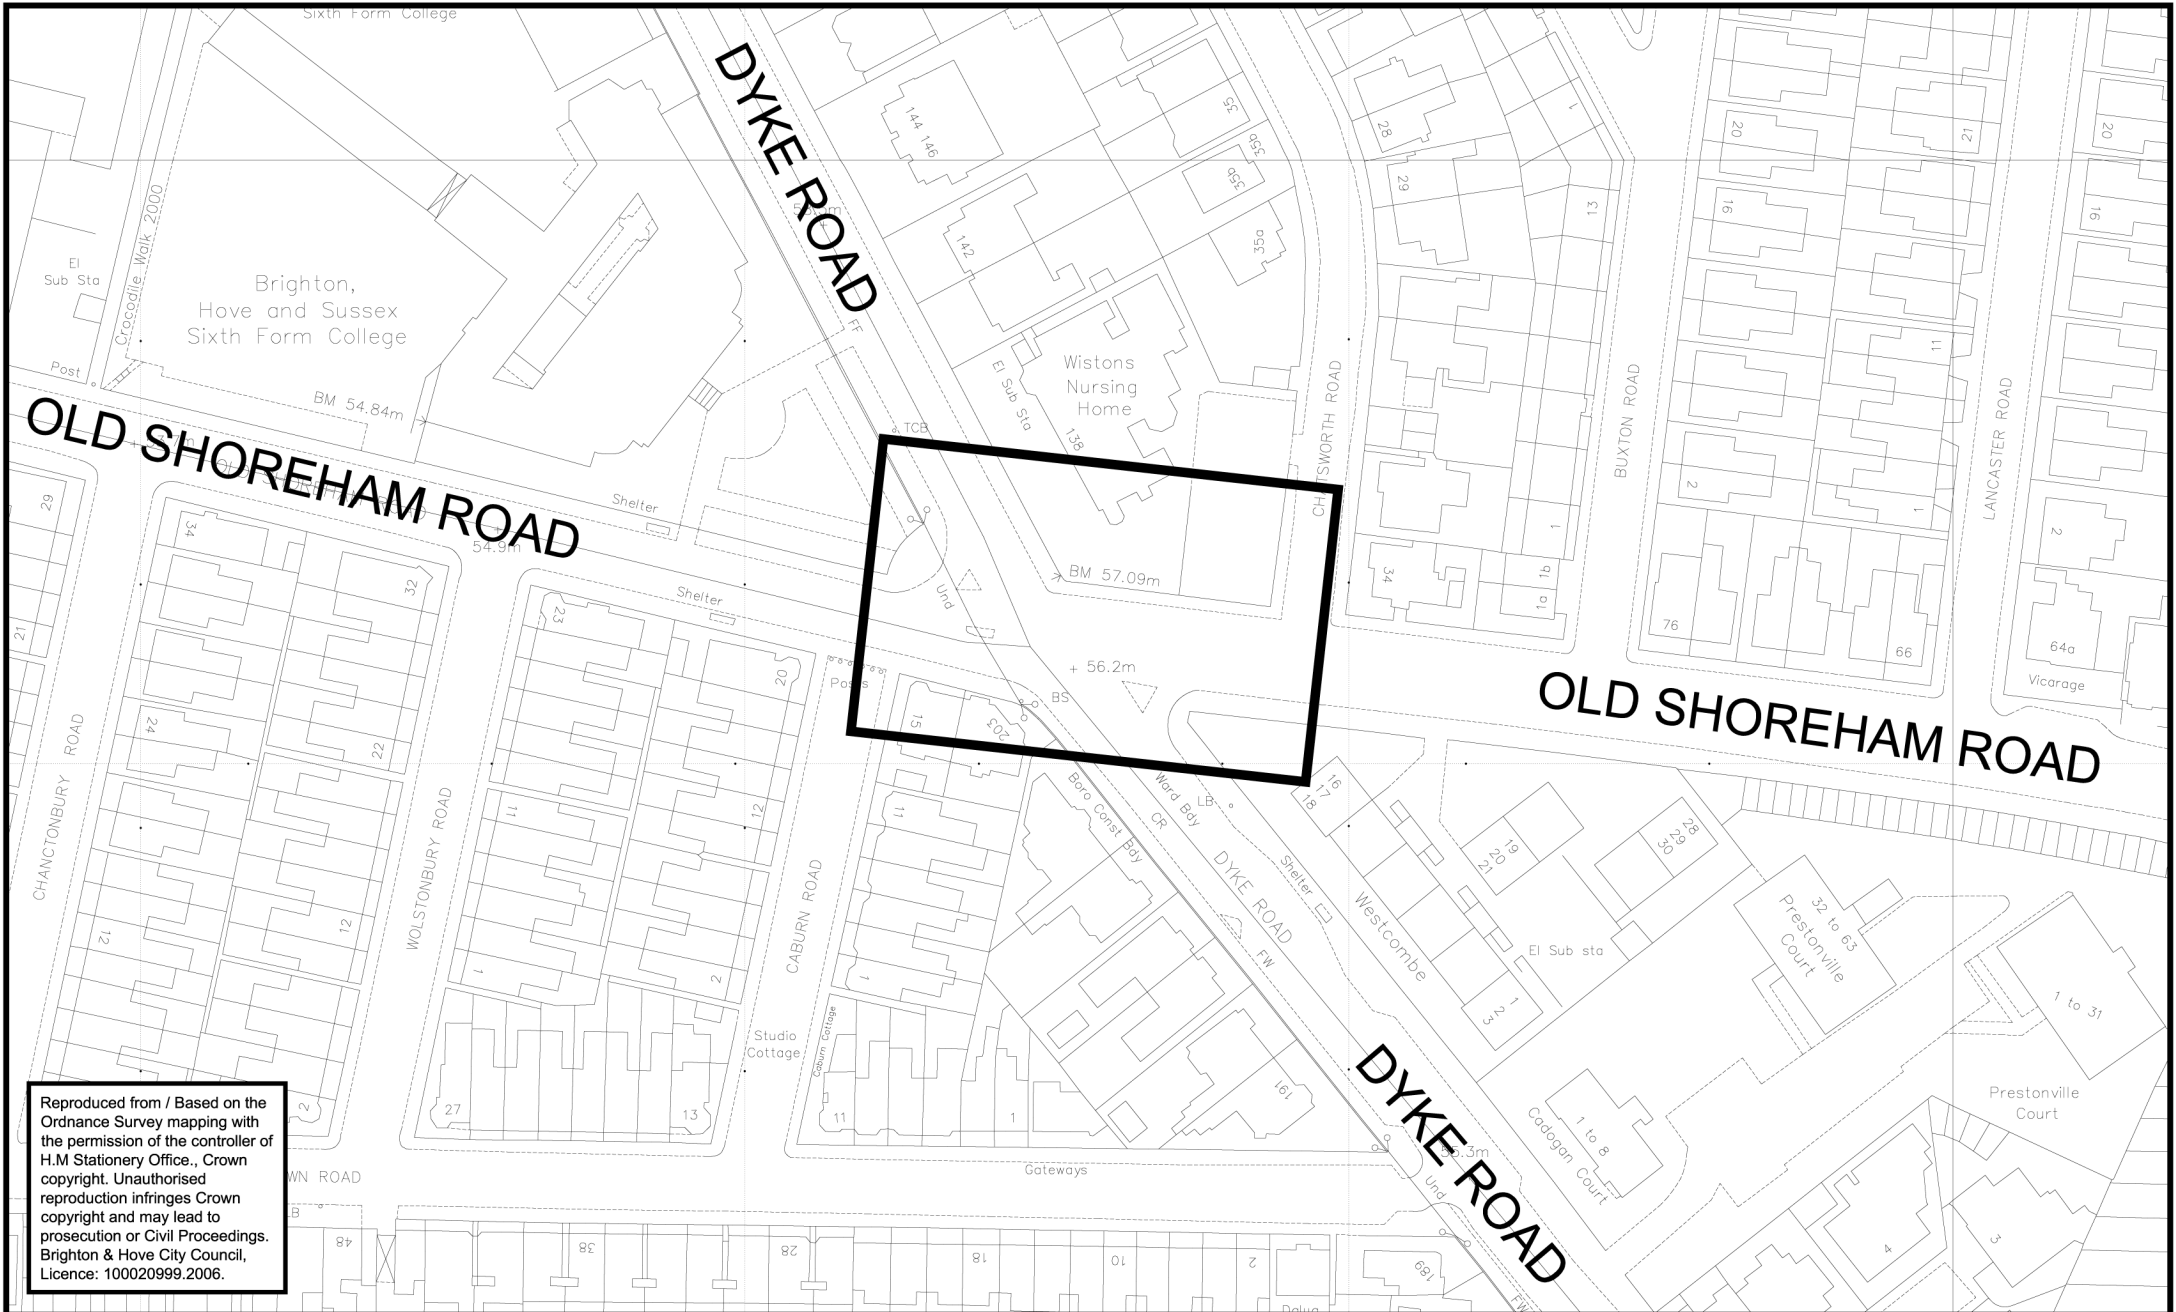 Sixth Form College
DYKE ROAD
144 146
35
35b
35b
28
1
29
13
20
21
20
16
16
142
35a
Crocodile Walk 2000
El
Sub Sta
Brighton,
Hove and Sussex
Sixth Form College
FF
El Sub Sta
Wistons
Nursing
Home
138
CHATSWORTH ROAD
BUXTON ROAD
11
LANCASTER ROAD
Post
BM 54.84m
TCB
OLD SHOREHAM ROAD
OLD SHOREHAM ROAD
Shelter
54.9m
2
1
1
2
29
34
32
23
Shelter
Und
BM 57.09m
34
1b
1a
76
66
64a
Vicarage
21
20
Posts
+ 56.2m
BS
15
203
OLD SHOREHAM ROAD
CHANCTONBURY ROAD
24
22
WOLSTONBURY ROAD
11
12
CABURN ROAD
11
Boro Const Bdy
Ward Bdy
CR
LB
16
17
18
19
20
21
28
29
30
DYKE ROAD
Shelter
Westcombe
FW
El Sub sta
32 to 63
Prestonville
Court
1 to 31
12
12
1
2
1
1
2
3
Studio
Cottage
Caburn Cottage
27
13
11
1
191
DYKE ROAD
55.3m
Cadogan Court
1 to 8
Prestonville
Court
2
Gateways
Und
WN ROAD
B
48
38
28
18
10
2
189
FW
4
3
Reproduced from / Based on the
Ordnance Survey mapping with
the permission of the controller of
H.M Stationery Office., Crown
copyright. Unauthorised
reproduction infringes Crown
copyright and may lead to
prosecution or Civil Proceedings.
Brighton & Hove City Council,
Licence: 100020999.2006.